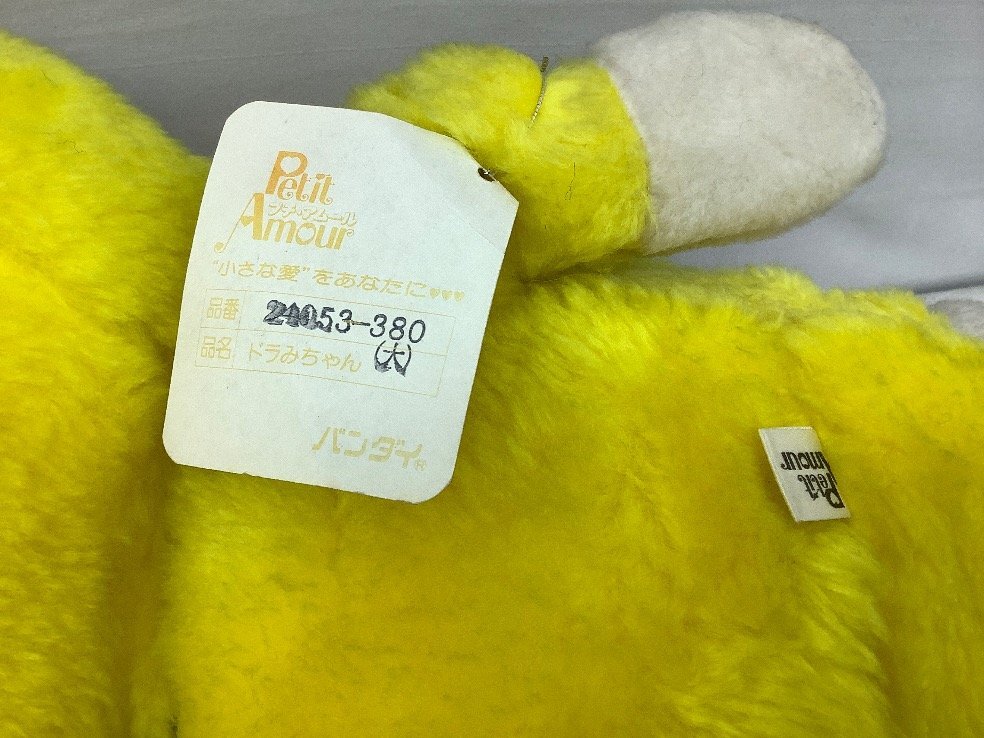 Petit
プチ・アムール
Amour
"小さな愛"をあなたに♥♥♥
品番 24053-380
品名 ドラみちゃん (大)
バンダイ®
Petit
Amour